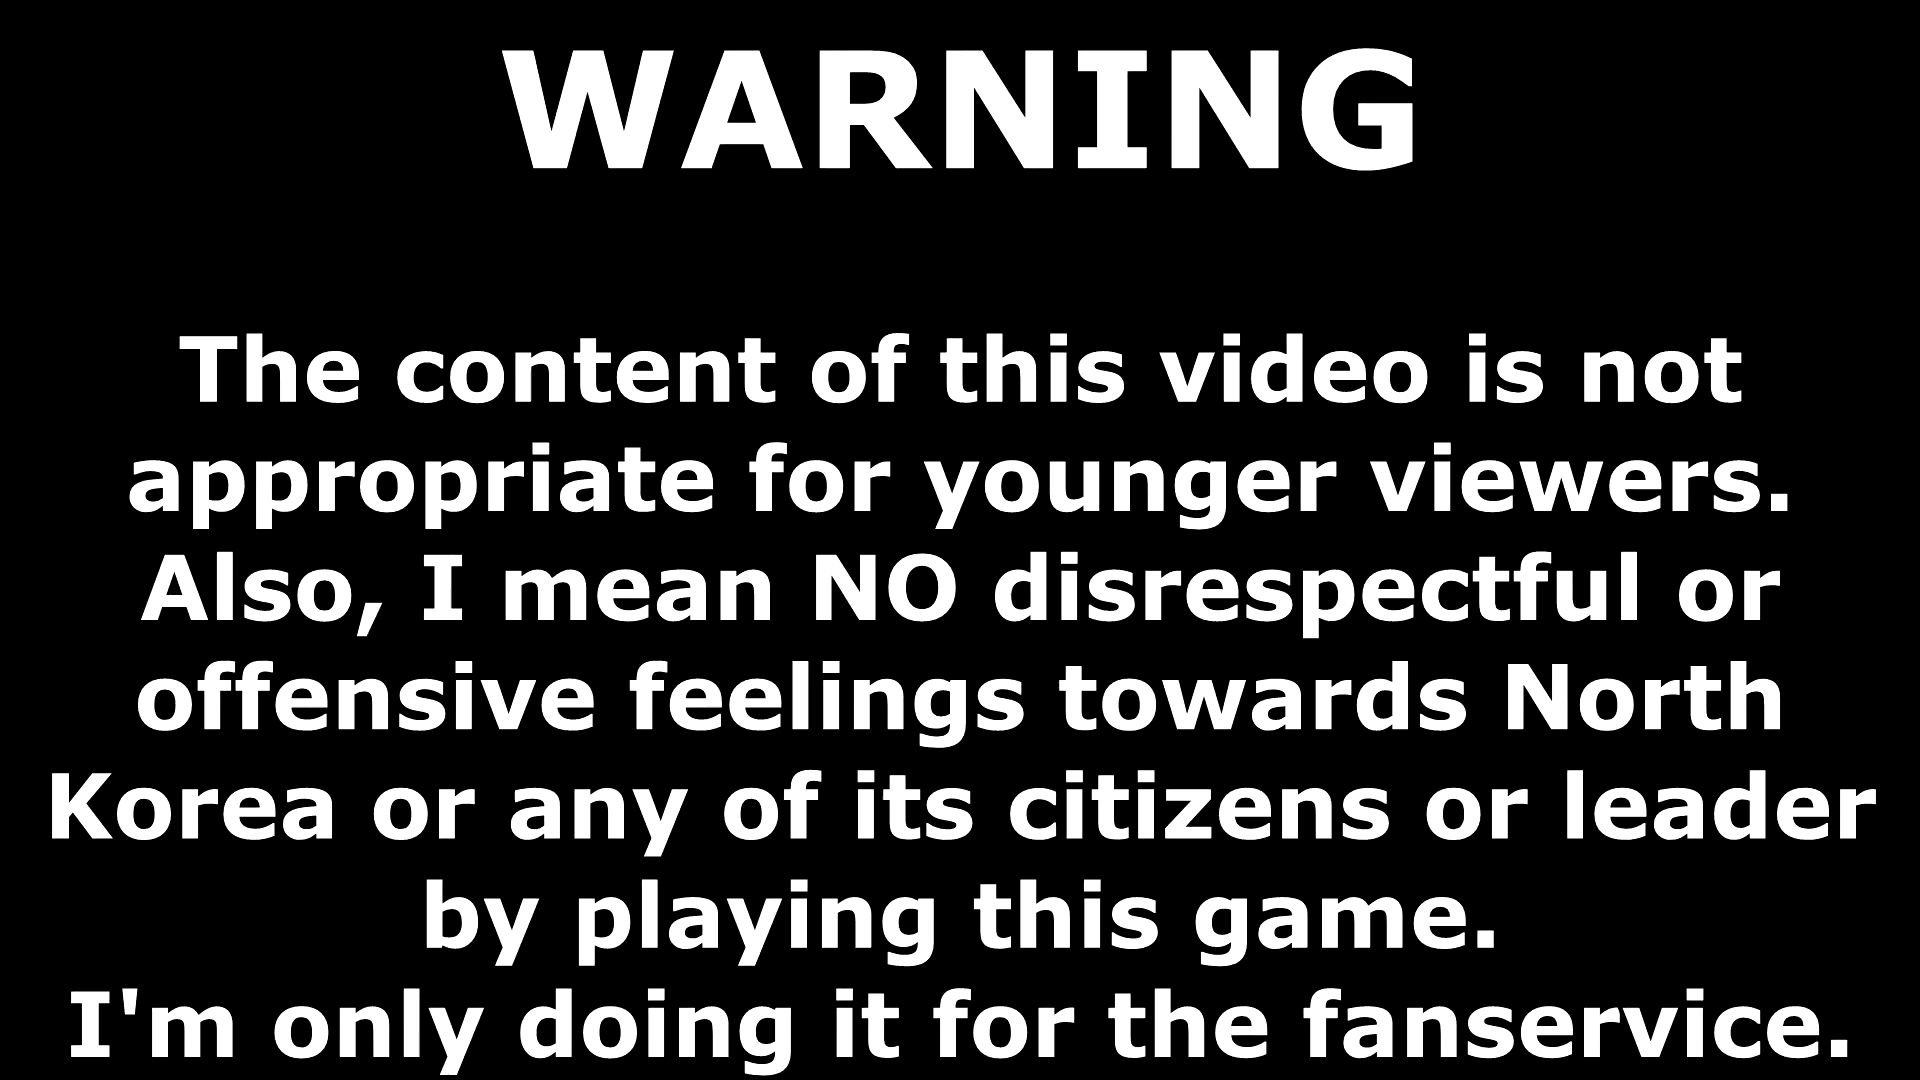 WARNING
The content of this video is not
appropriate for younger viewers.
Also, I mean NO disrespectful or
offensive feelings towards North
Korea or any of its citizens or leader
by playing this game.
I'm only doing it for the fanservice.